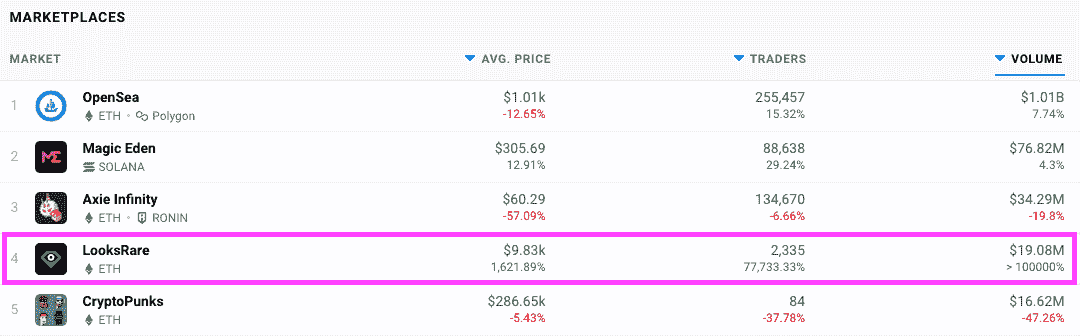 MARKETPLACES
MARKET AVG. PRICE TRADERS VOLUME
1 OpenSea $1.01k 255,457 $1.01B
ETH • Polygon -12.65% 15.32% 7.74%
2 Magic Eden $305.69 88,638 $76.82M
SOLANA 12.91% 29.24% 4.3%
3 Axie Infinity $60.29 134,670 $34.29M
ETH • RONIN -57.09% -6.66% -19.8%
4 LooksRare $9.83k 2,335 $19.08M
ETH 1,621.89% 77,733.33% > 100000%
5 CryptoPunks $286.65k 84 $16.62M
ETH -5.43% -37.78% -47.26%